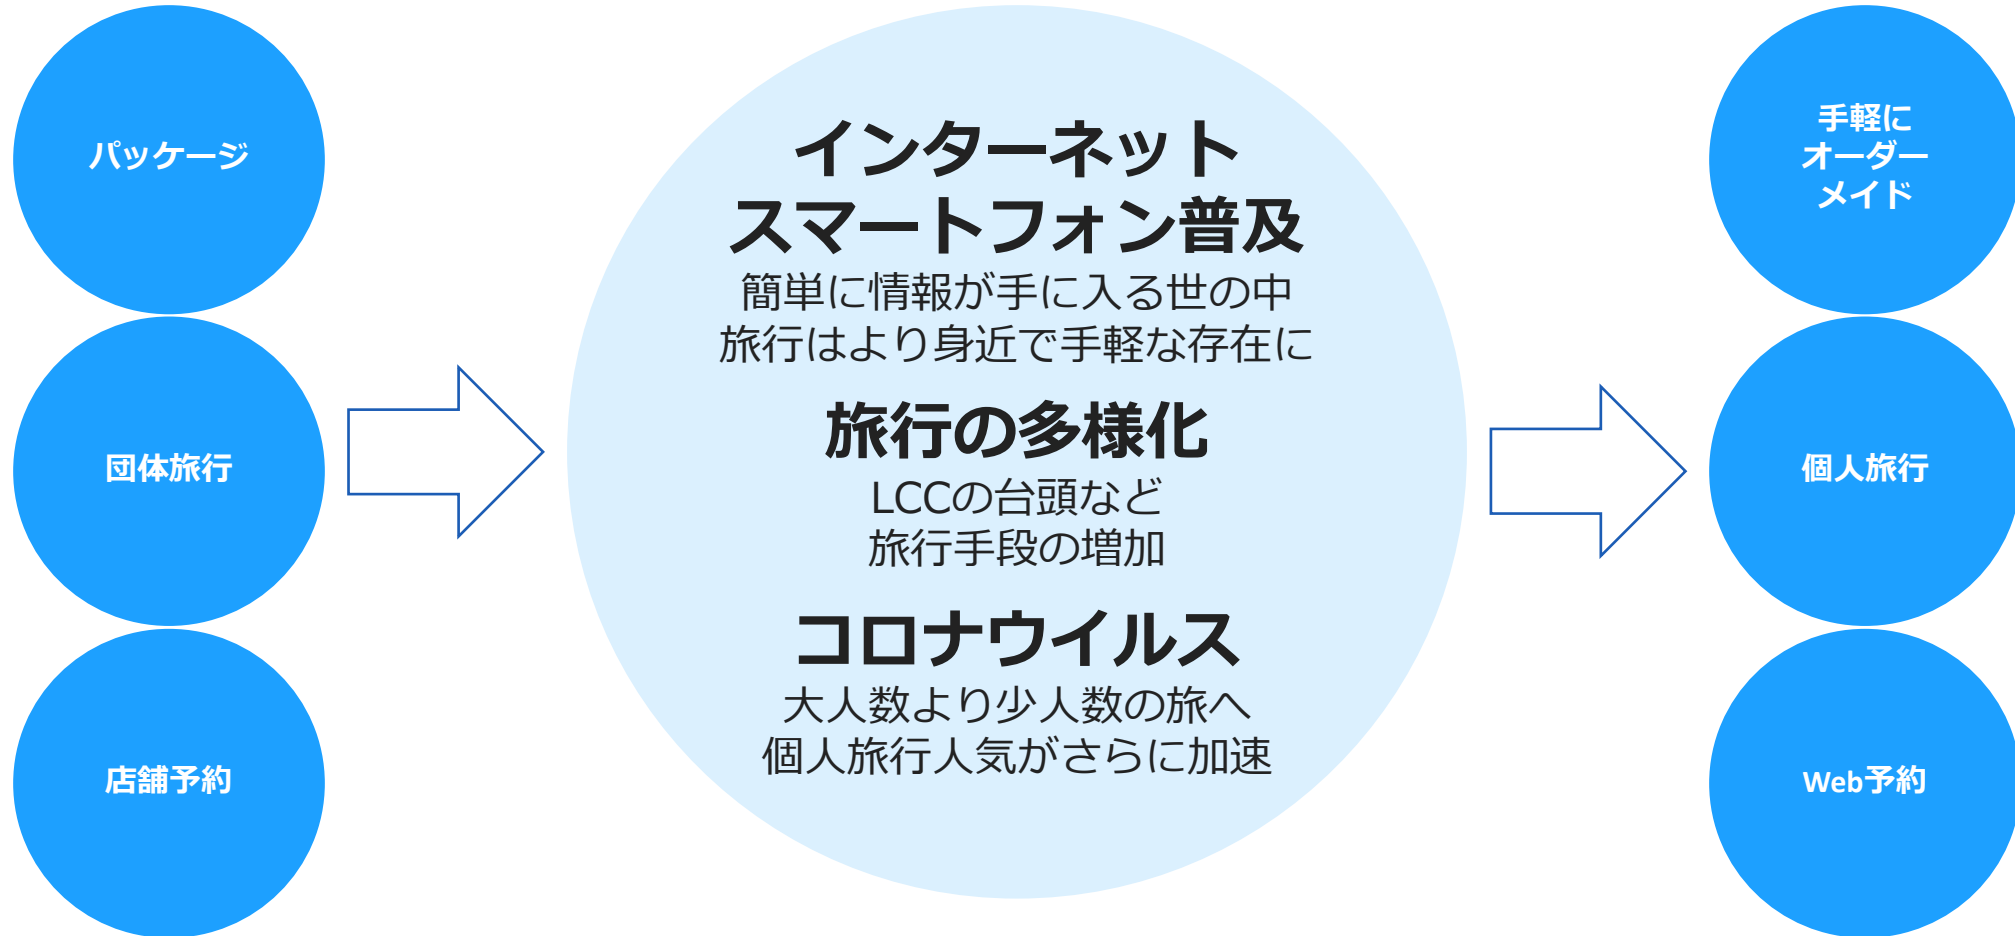 パッケージ
団体旅行
店舗予約
インターネット
スマートフォン普及
簡単に情報が手に入る世の中
旅行はより身近で手軽な存在に
旅行の多様化
LCCの台頭など
旅行手段の増加
コロナウイルス
大人数より少人数の旅へ
個人旅行人気がさらに加速
手軽に
オーダー
メイド
個人旅行
Web予約